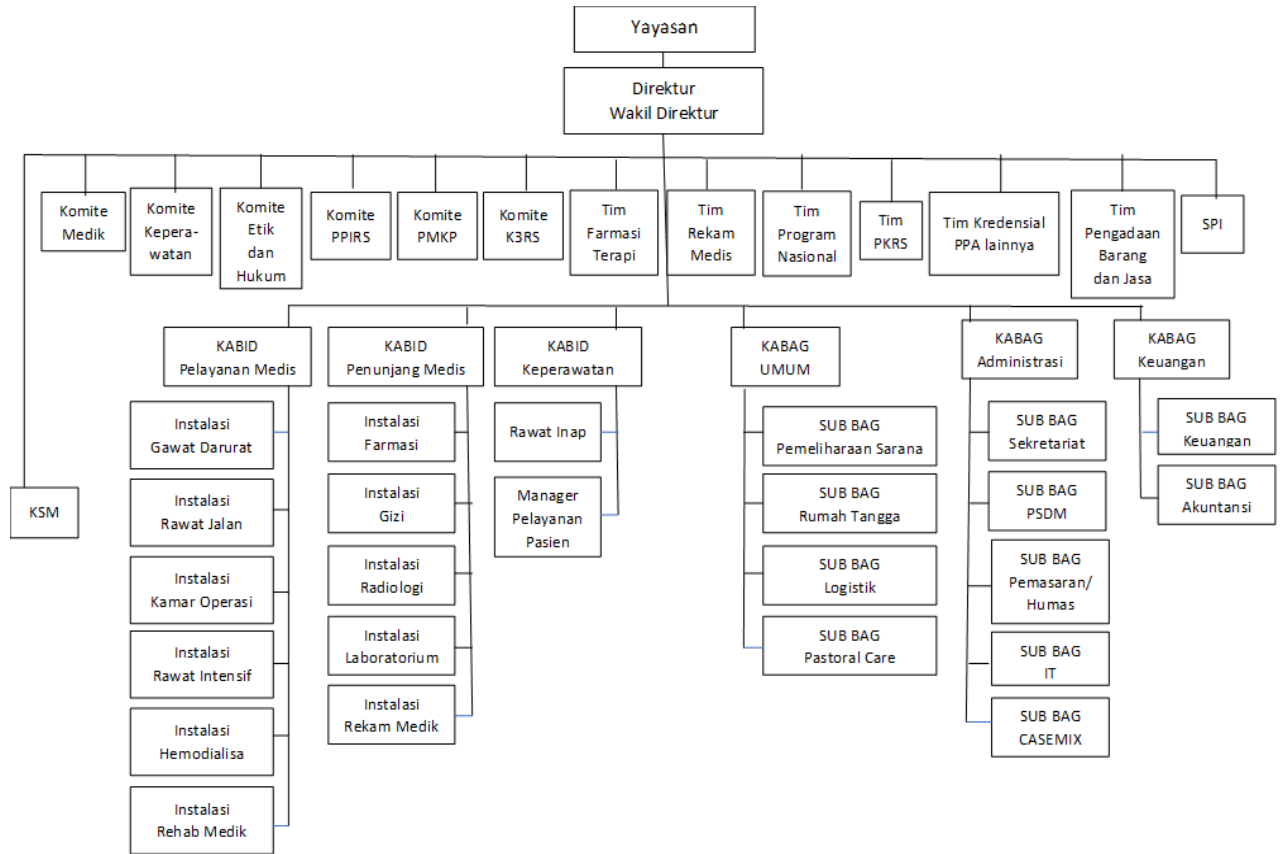 Yayasan
Direktur
Wakil Direktur
Komite
Medik
Komite
Kepera-
watan
Komite
Etik
dan
Hukum
Komite
PPIRS
Komite
PMKP
Komite
K3RS
Tim
Farmasi
Terapi
Tim
Rekam
Medis
Tim
Program
Nasional
Tim
PKRS
Tim Kredensial
PPA lainnya
Tim
Pengadaan
Barang
dan Jasa
SPI
KSM
KABID
Pelayanan Medis
Instalasi
Gawat Darurat
Instalasi
Rawat Jalan
Instalasi
Kamar Operasi
Instalasi
Rawat Intensif
Instalasi
Hemodialisa
Instalasi
Rehab Medik
KABID
Penunjang Medis
Instalasi
Farmasi
Instalasi
Gizi
Instalasi
Radiologi
Instalasi
Laboratorium
Instalasi
Rekam Medik
KABID
Keperawatan
Rawat Inap
Manager
Pelayanan
Pasien
KABAG
UMUM
SUB BAG
Pemeliharaan Sarana
SUB BAG
Rumah Tangga
SUB BAG
Logistik
SUB BAG
Pastoral Care
KABAG
Administrasi
SUB BAG
Sekretariat
SUB BAG
PSDM
SUB BAG
Pemasaran/
Humas
SUB BAG
IT
SUB BAG
CASEMIX
KABAG
Keuangan
SUB BAG
Keuangan
SUB BAG
Akuntansi